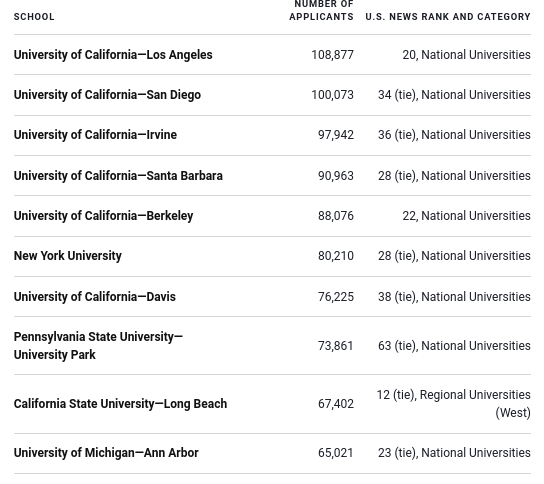 NUMBER OF
SCHOOL APPLICANTS U.S. NEWS RANK AND CATEGORY
University of California—Los Angeles 108,877 20, National Universities
University of California—San Diego 100,073 34 (tie), National Universities
University of California—Irvine 97,942 36 (tie), National Universities
University of California—Santa Barbara 90,963 28 (tie), National Universities
University of California—Berkeley 88,076 22, National Universities
New York University 80,210 28 (tie), National Universities
University of California—Davis 76,225 38 (tie), National Universities
Pennsylvania State University—
University Park 73,861 63 (tie), National Universities
California State University—Long Beach 67,402 12 (tie), Regional Universities
(West)
University of Michigan—Ann Arbor 65,021 23 (tie), National Universities